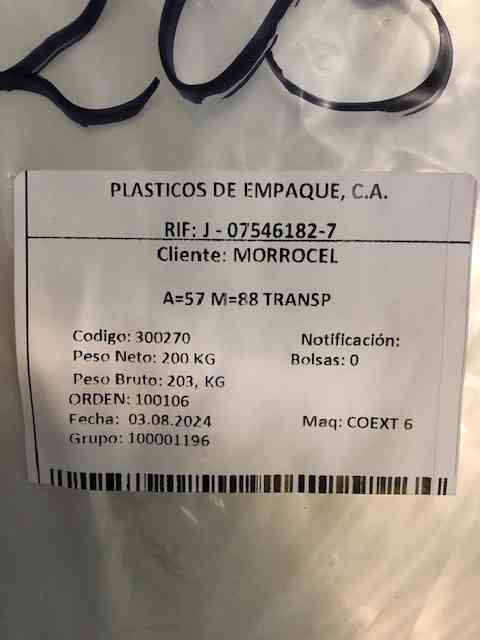 203
PLASTICOS DE EMPAQUE, C.A.
RIF: J - 07546182-7
Cliente: MORROCEL
A=57 M=88 TRANSP
Codigo: 300270 Notificación:
Peso Neto: 200 KG Bolsas: 0
Peso Bruto: 203, KG
ORDEN: 100106
Fecha: 03.08.2024 Maq: COEXT 6
Grupo: 100001196